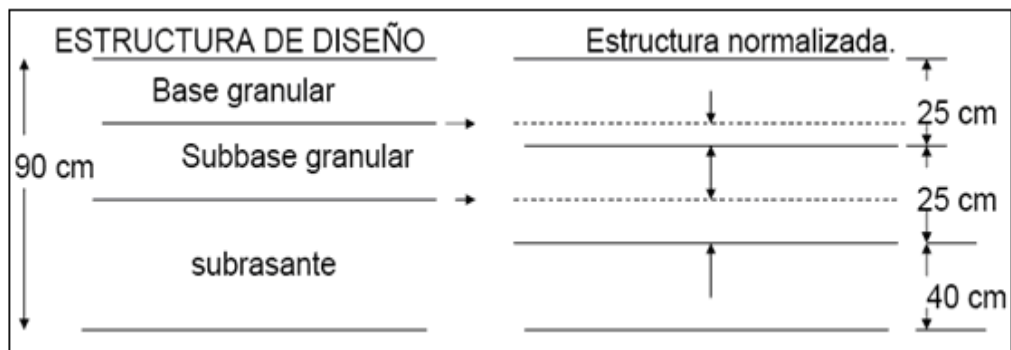 ESTRUCTURA DE DISEÑO
Estructura normalizada.
Base granular
25 cm
90 cm
Subbase granular
25 cm
subrasante
40 cm